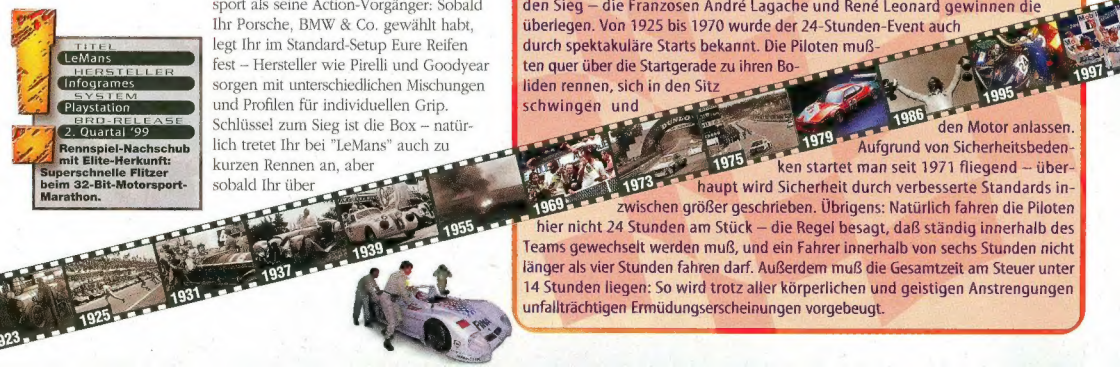 TITEL
LeMans
HERSTELLER
Infogrames
SYSTEM
Playstation
BRD-RELEASE
2. Quartal '99
Rennspiel-Nachschub
mit Elite-Herkunft:
Superschnelle Flitzer
beim 32-Bit-Motorsport-
Marathon.
sport als seine Action-Vorgänger: Sobald
Ihr Porsche, BMW & Co. gewählt habt,
legt Ihr im Standard-Setup Eure Reifen
fest – Hersteller wie Pirelli und Goodyear
sorgen mit unterschiedlichen Mischungen
und Profilen für individuellen Grip.
Schlüssel zum Sieg ist die Box – natür-
lich tretet Ihr bei "LeMans" auch zu
kurzen Rennen an, aber
sobald Ihr über
den Sieg – die Franzosen André Lagache und René Leonard gewinnen die
überlegen. Von 1925 bis 1970 wurde der 24-Stunden-Event auch
durch spektakuläre Starts bekannt. Die Piloten muß-
ten quer über die Startgerade zu ihren Bo-
liden rennen, sich in den Sitz
schwingen und
den Motor anlassen.
Aufgrund von Sicherheitsbeden-
ken startet man seit 1971 fliegend – über-
haupt wird Sicherheit durch verbesserte Standards in-
zwischen größer geschrieben. Übrigens: Natürlich fahren die Piloten
hier nicht 24 Stunden am Stück – die Regel besagt, daß ständig innerhalb des
Teams gewechselt werden muß, und ein Fahrer innerhalb von sechs Stunden nicht
länger als vier Stunden fahren darf. Außerdem muß die Gesamtzeit am Steuer unter
14 Stunden liegen: So wird trotz aller körperlichen und geistigen Anstrengungen
unfallträchtigen Ermüdungserscheinungen vorgebeugt.
923
1925
1931
1937
1939
1955
1969
1973
1975
1979
1986
1995
1997
DUNLOP